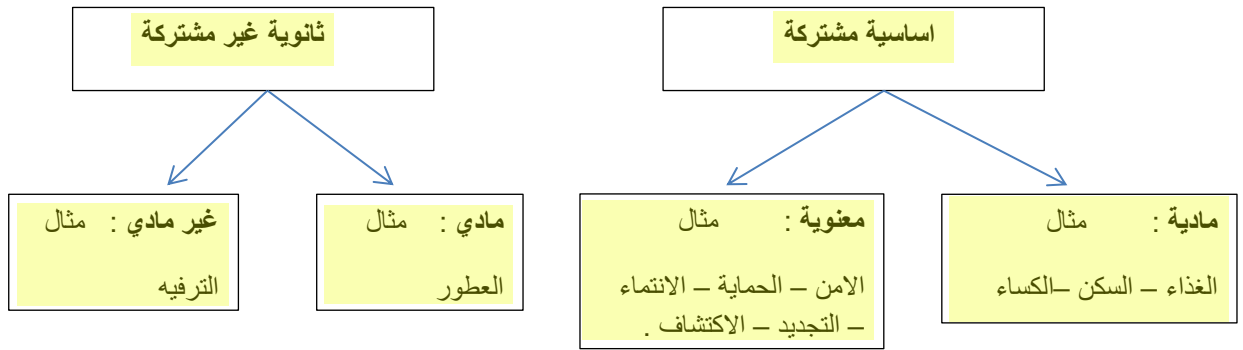 اساسية مشتركة
ثانوية غير مشتركة
مادية : مثال
الغذاء – السكن –الكساء
معنوية : مثال
الامن – الحماية – الانتماء
– التجديد – الاكتشاف .
مادي : مثال
العطور
غير مادي : مثال
الترفيه